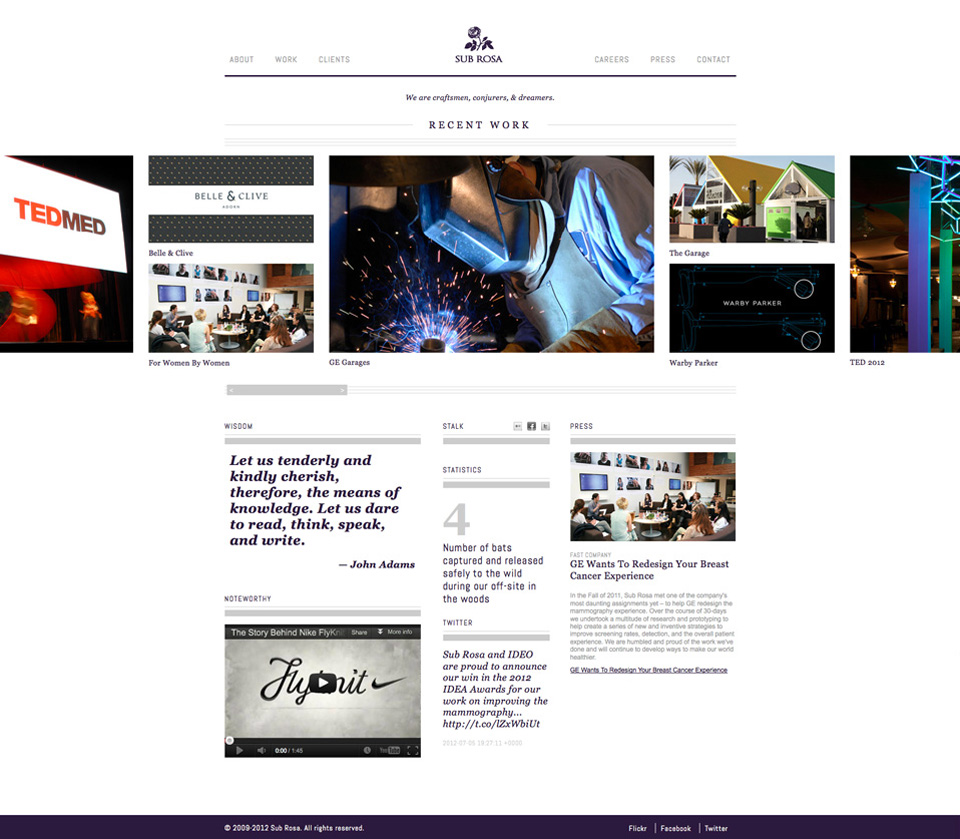 ABOUT WORK CLIENTS
SUB ROSA
CAREERS PRESS CONTACT
We are craftsmen, conjurers, & dreamers.
RECENT WORK
TEDMED
BELLE & CLIVE
ADORN
Belle & Clive
For Women By Women
GE Garages
The Garage
WARBY PARKER
Warby Parker
TED 2012
< >
WISDOM
Let us tenderly and
kindly cherish,
therefore, the means of
knowledge. Let us dare
to read, think, speak,
and write.
— John Adams
NOTEWORTHY
The Story Behind Nike FlyKnit Share More info
Flyknit
0:00 / 1:45
YouTube
STALK
STATISTICS
4
Number of bats
captured and released
safely to the wild
during our off-site in
the woods
TWITTER
Sub Rosa and IDEO
are proud to announce
our win in the 2012
IDEA Awards for our
work on improving the
mammography...
http://t.co/lZxWbiUt
2012-07-05 19:27:11 +0000
PRESS
FAST COMPANY
GE Wants To Redesign Your Breast
Cancer Experience
In the Fall of 2011, Sub Rosa met one of the company's
most daunting assignments yet – to help GE redesign the
mammography experience. Over the course of 30-days
we undertook a multitude of research and prototyping to
help create a series of new and inventive strategies to
improve screening rates, detection, and the overall patient
experience. We are humbled and proud of the work we've
done and will continue to develop ways to make our world
healthier.
GE Wants To Redesign Your Breast Cancer Experience
© 2009-2012 Sub Rosa. All rights reserved.
Flickr | Facebook | Twitter